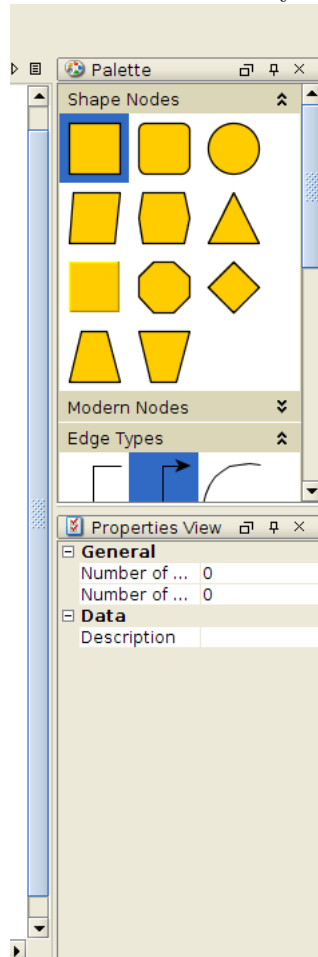 Palette
Shape Nodes
Modern Nodes
Edge Types
Properties View
General
Number of ... 0
Number of ... 0
Data
Description